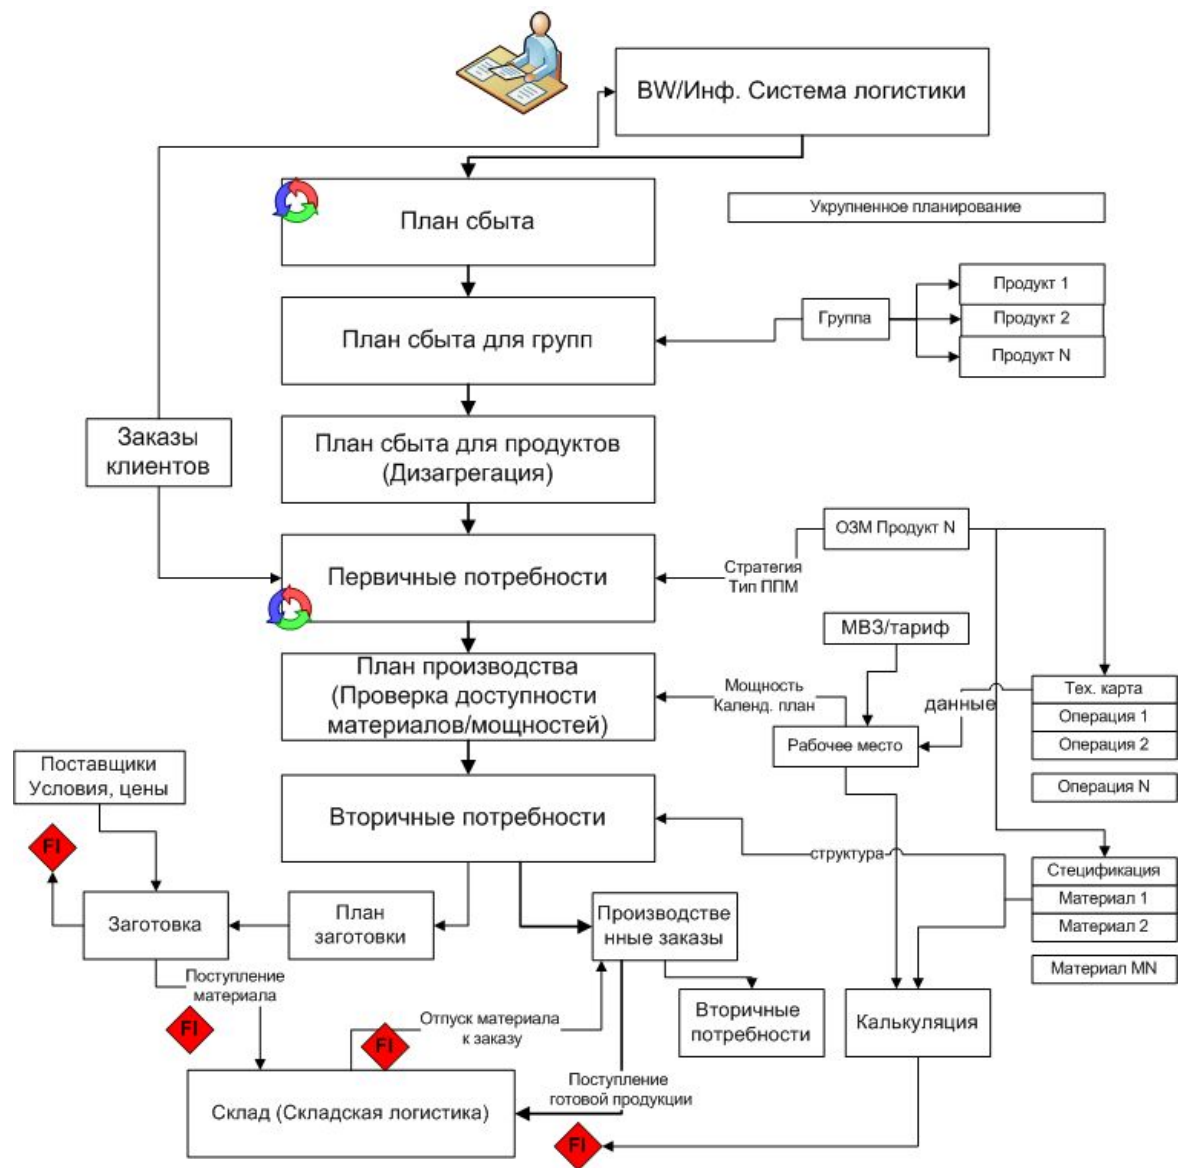 BW/Инф. Система логистики
План сбыта
Укрупненное планирование
План сбыта для групп
Группа
Продукт 1
Продукт 2
Продукт N
Заказы
клиентов
План сбыта для продуктов
(Дизагрегация)
Первичные потребности
Стратегия
Тип ППМ
ОЗМ Продукт N
МВЗ/тариф
План производства
(Проверка доступности
материалов/мощностей)
Мощность
Календ. план
данные
Рабочее место
Тех. карта
Операция 1
Операция 2
Операция N
Поставщики
Условия, цены
Вторичные потребности
структура
FI
Стецификация
Материал 1
Материал 2
Материал MN
Заготовка
План
заготовки
Производстве
нные заказы
Поступление
материала
FI
Отпуск материала
к заказу
FI
Вторичные
потребности
Калькуляция
Склад (Складская логистика)
Поступление
готовой продукции
FI